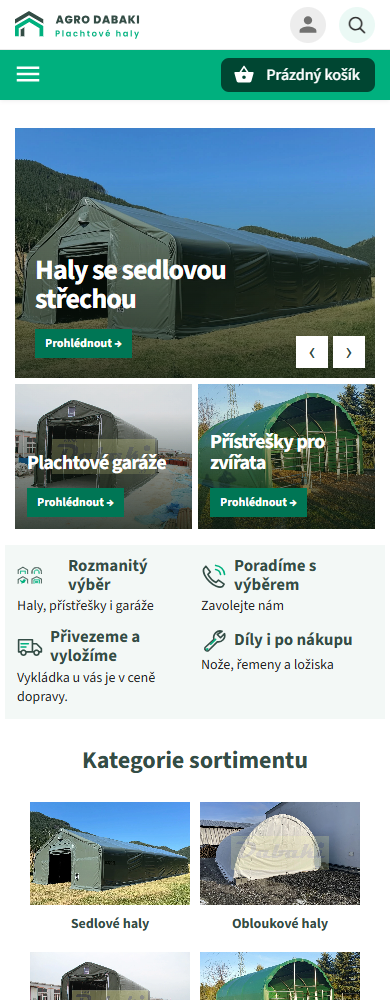 AGRO DABAKI
Plachtové haly
Prázdný košík
Haly se sedlovou
střechou
Prohlédnout →
‹ ›
Plachtové garáže
Prohlédnout →
Přístřešky pro
zvířata
Prohlédnout →
Rozmanitý
výběr
Haly, přístřešky i garáže
Poradíme s
výběrem
Zavolejte nám
Přivezeme a
vyložíme
Vykládka u vás je v ceně
dopravy.
Díly i po nákupu
Nože, řemeny a ložiska
Kategorie sortimentu
Dabaki
Sedlové haly
Obloukové haly